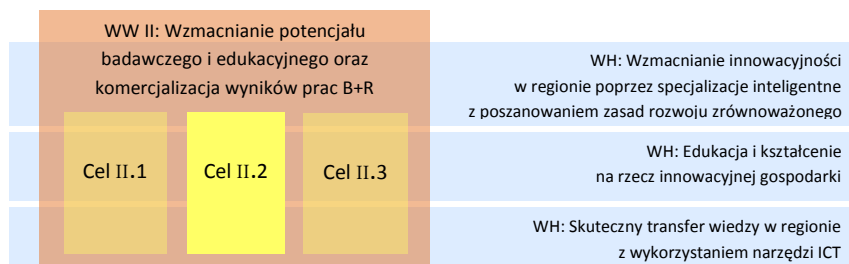 WW II: Wzmacnianie potencjału
badawczego i edukacyjnego oraz
komercjalizacja wyników prac B+R
WH: Wzmacnianie innowacyjności
w regionie poprzez specjalizacje inteligentne
z poszanowaniem zasad rozwoju zrównoważonego
Cel II.1
Cel II.2
Cel II.3
WH: Edukacja i kształcenie
na rzecz innowacyjnej gospodarki
WH: Skuteczny transfer wiedzy w regionie
z wykorzystaniem narzędzi ICT